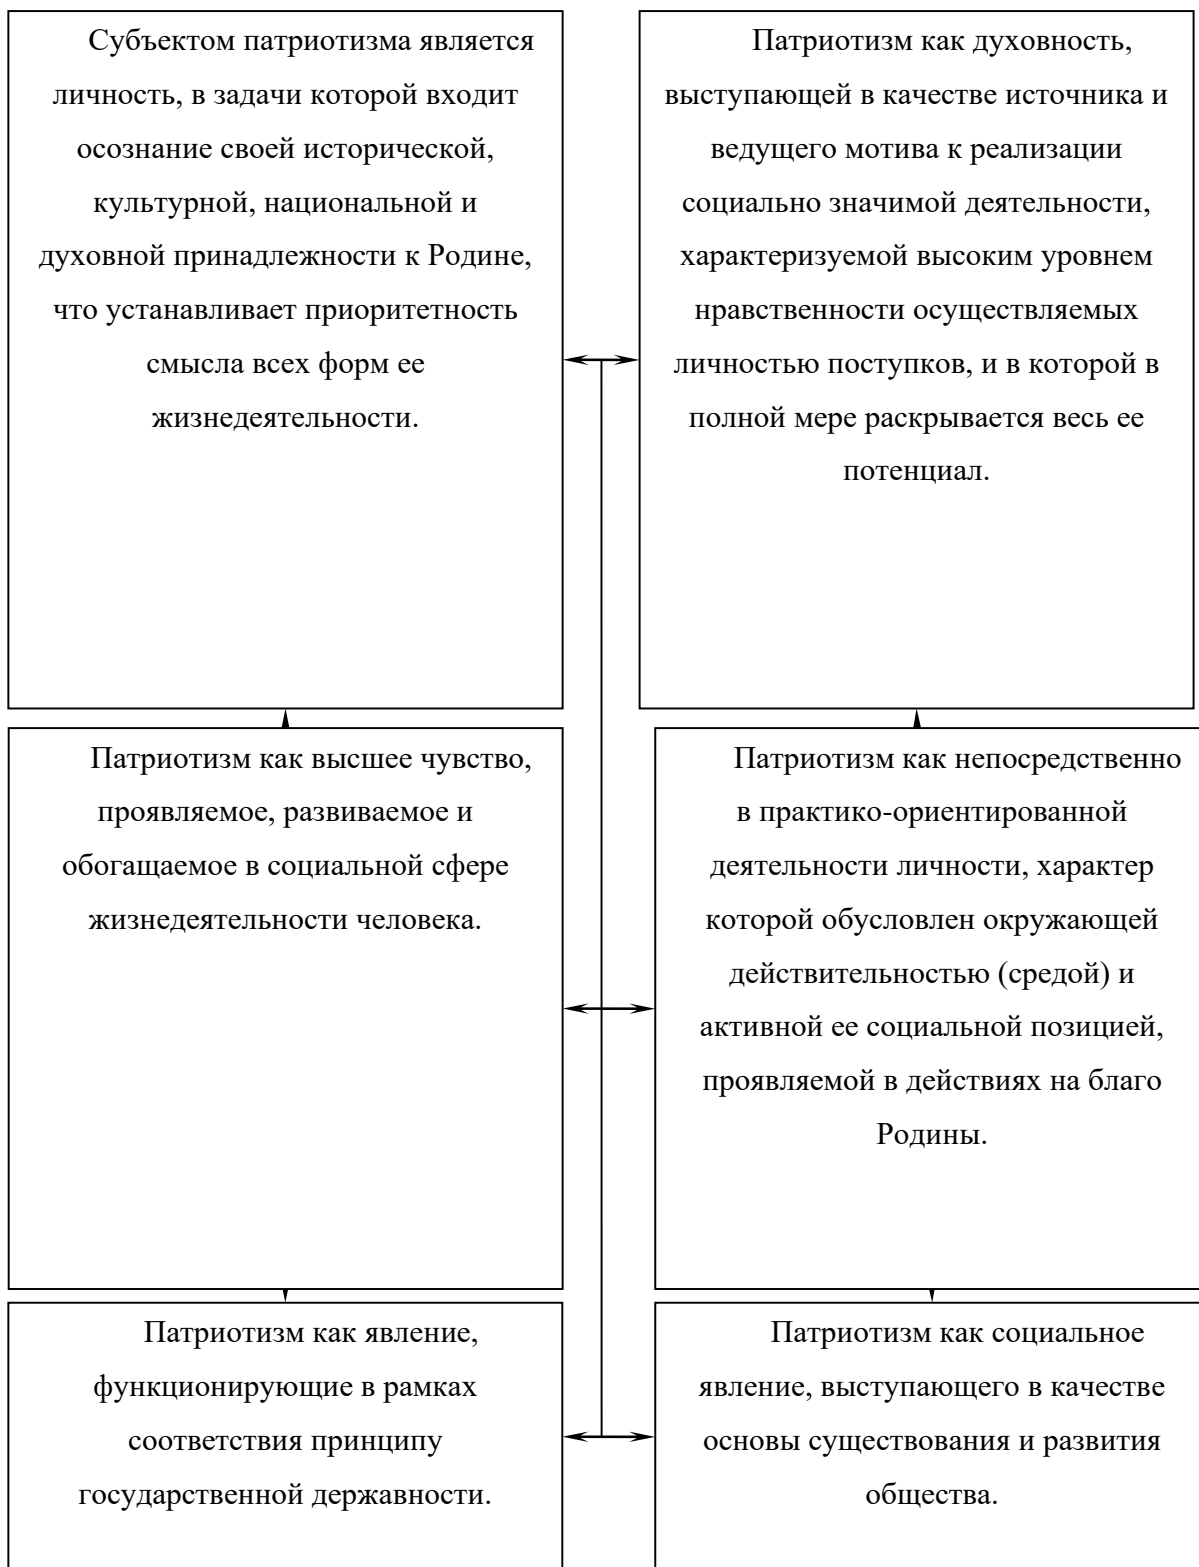 Субъектом патриотизма является
личность, в задачи которой входит
осознание своей исторической,
культурной, национальной и
духовной принадлежности к Родине,
что устанавливает приоритетность
смысла всех форм ее
жизнедеятельности.
Патриотизм как духовность,
выступающей в качестве источника и
ведущего мотива к реализации
социально значимой деятельности,
характеризуемой высоким уровнем
нравственности осуществляемых
личностью поступков, и в которой в
полной мере раскрывается весь ее
потенциал.
Патриотизм как высшее чувство,
проявляемое, развиваемое и
обогащаемое в социальной сфере
жизнедеятельности человека.
Патриотизм как непосредственно
в практико-ориентированной
деятельности личности, характер
которой обусловлен окружающей
действительностью (средой) и
активной ее социальной позицией,
проявляемой в действиях на благо
Родины.
Патриотизм как явление,
функционирующие в рамках
соответствия принципу
государственной державности.
Патриотизм как социальное
явление, выступающего в качестве
основы существования и развития
общества.